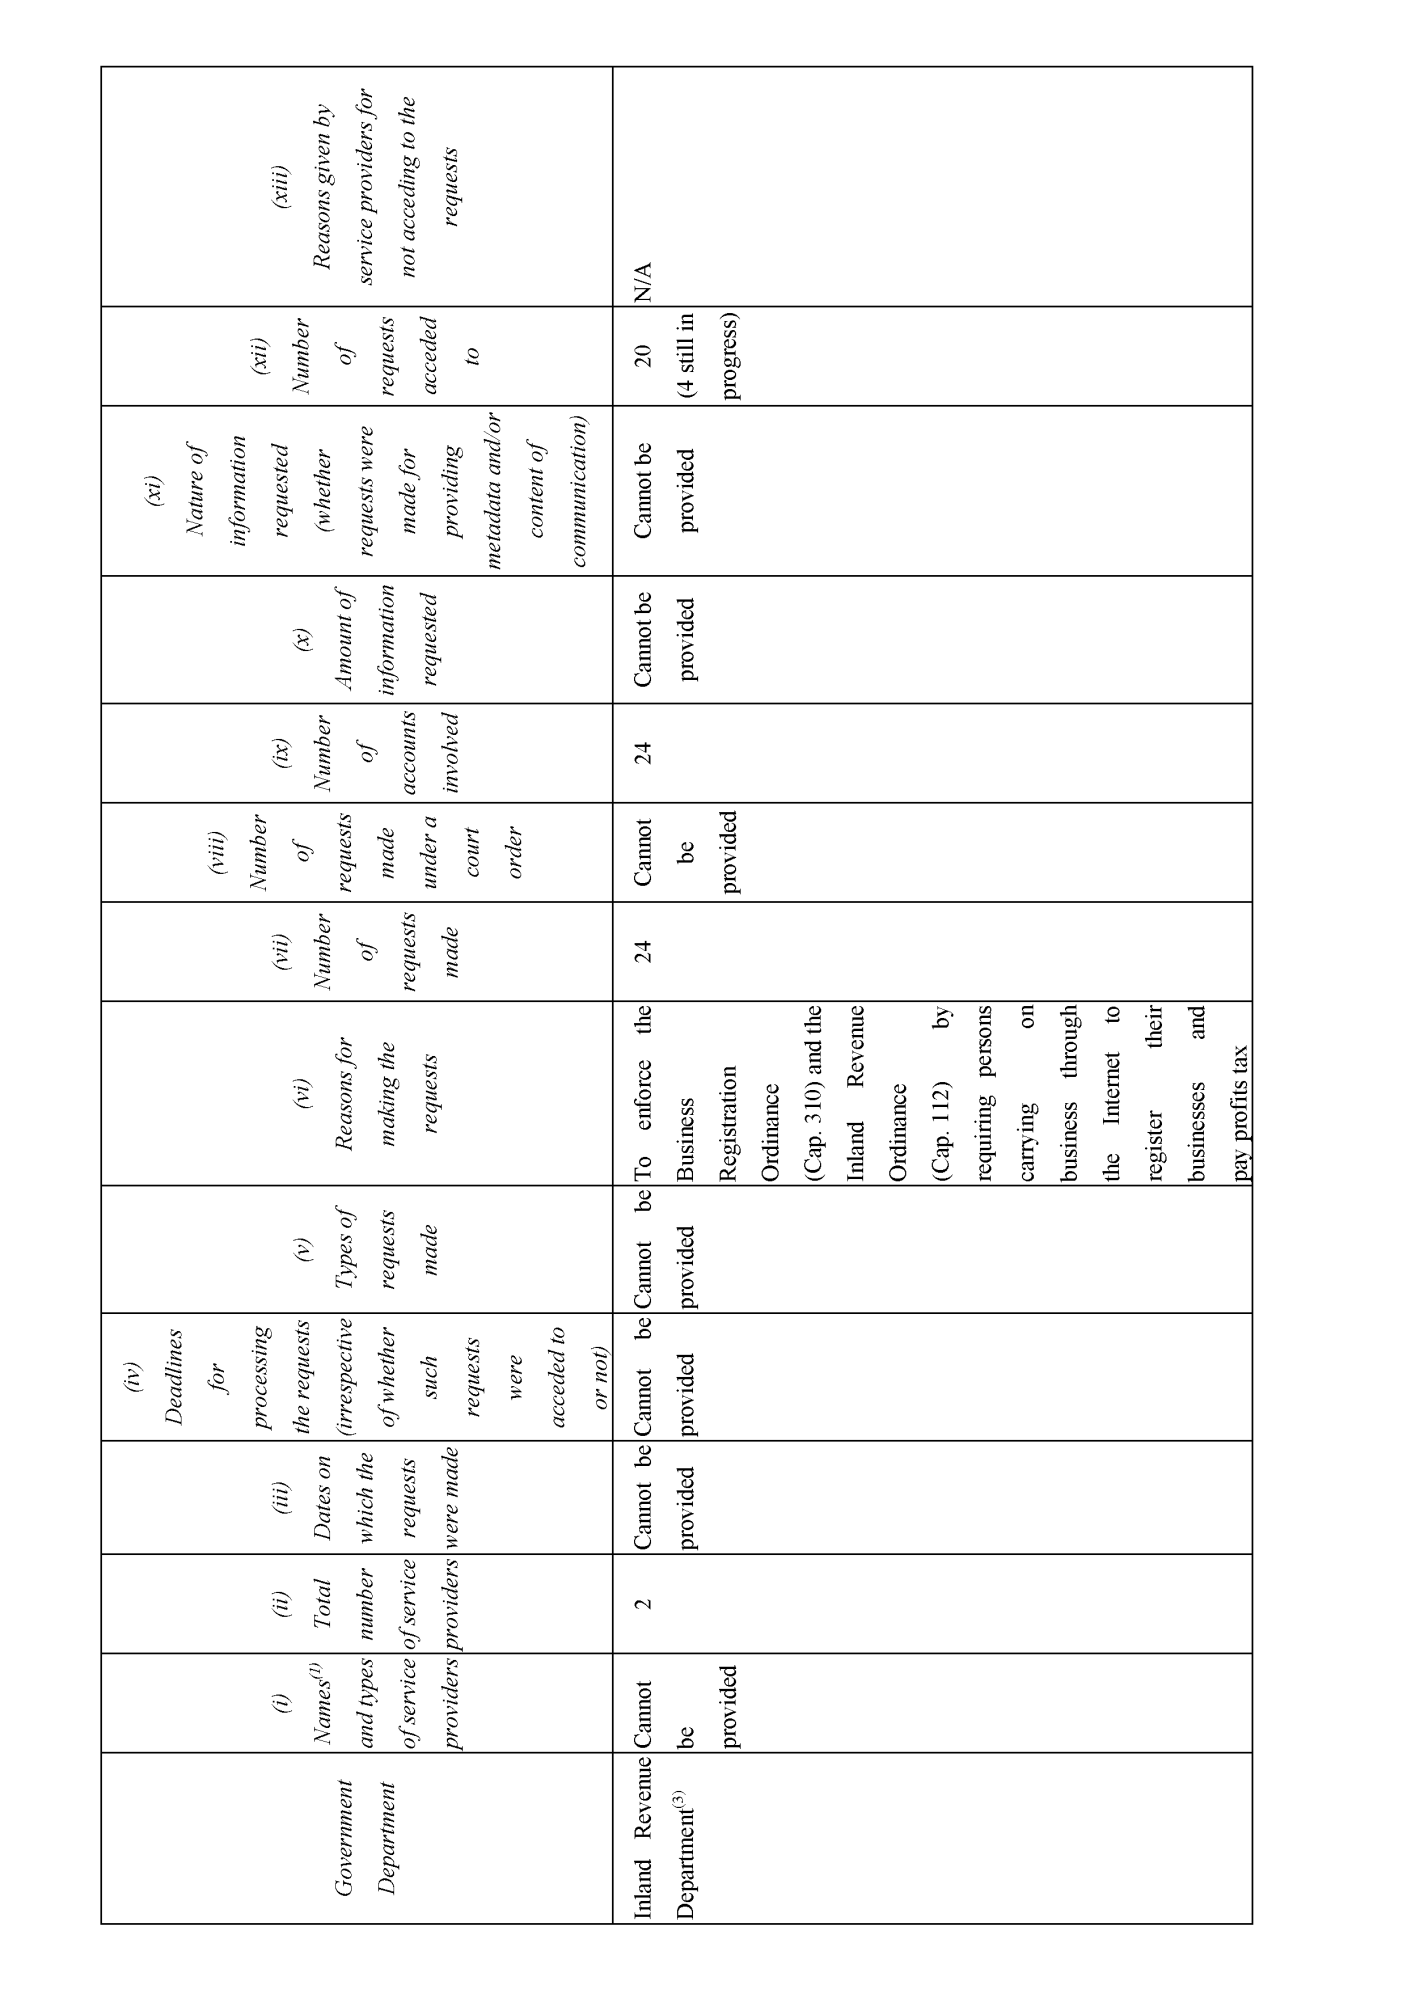 Government
Department
(i)
Names(1)
and types
of service
providers
(ii)
Total
number
of service
providers
(iii)
Dates on
which the
requests
were made
(iv)
Deadlines
for
processing
the requests
(irrespective
of whether
such
requests
were
acceded to
or not)
(v)
Types of
requests
made
(vi)
Reasons for
making the
requests
(vii)
Number
of
requests
made
(viii)
Number
of
requests
made
under a
court
order
(ix)
Number
of
accounts
involved
(x)
Amount of
information
requested
(xi)
Nature of
information
requested
(whether
requests were
made for
providing
metadata and/or
content of
communication)
(xii)
Number
of
requests
acceded
to
(xiii)
Reasons given by
service providers for
not acceding to the
requests
Inland Revenue
Department(3)
Cannot
be
provided
2
Cannot be
provided
Cannot be
provided
Cannot be
provided
To enforce the
Business
Registration
Ordinance
(Cap. 310) and the
Inland Revenue
Ordinance
(Cap. 112) by
requiring persons
carrying on
business through
the Internet to
register their
businesses and
pay profits tax
24
Cannot
be
provided
24
Cannot be
provided
Cannot be
provided
20
(4 still in
progress)
N/A